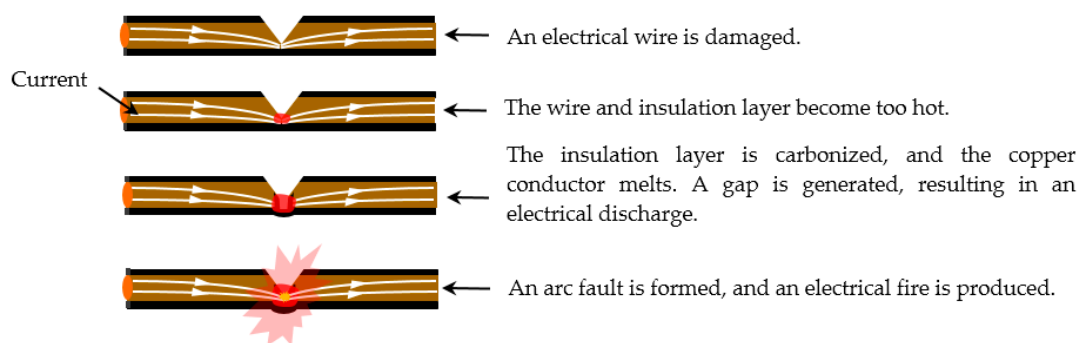 An electrical wire is damaged.
Current
The wire and insulation layer become too hot.
The insulation layer is carbonized, and the copper
conductor melts. A gap is generated, resulting in an
electrical discharge.
An arc fault is formed, and an electrical fire is produced.